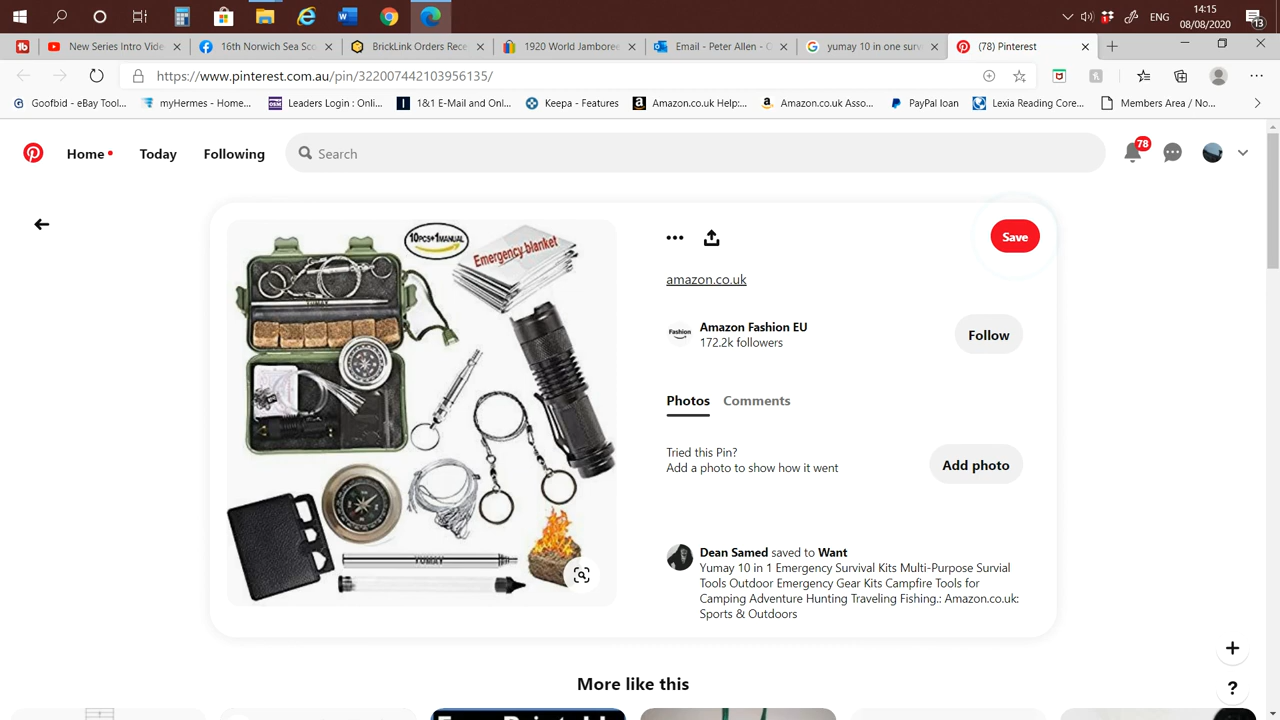 14:15
ENG
08/08/2020
13
New Series Intro Vide
16th Norwich Sea Sco
BrickLink Orders Rece
1920 World Jamboree
Email - Peter Allen - O
yumay 10 in one surv
(78) Pinterest
https://www.pinterest.com.au/pin/322007442103956135/
Goofbid - eBay Tool...
myHermes - Home...
Leaders Login : Onli...
1&1 E-Mail and Onl...
Keepa - Features
Amazon.co.uk Help:...
Amazon.co.uk Asso...
PayPal loan
Lexia Reading Core...
Members Area / No...
Home
Today
Following
Search
78
10PCS+1MANUAL
Emergency blanket
YUMAY
Save
amazon.co.uk
Fashion
Amazon Fashion EU
172.2k followers
Follow
Photos
Comments
Tried this Pin?
Add a photo to show how it went
Add photo
Dean Samed saved to Want
Yumay 10 in 1 Emergency Survival Kits Multi-Purpose Survial
Tools Outdoor Emergency Gear Kits Campfire Tools for
Camping Adventure Hunting Traveling Fishing.: Amazon.co.uk:
Sports & Outdoors
More like this
?